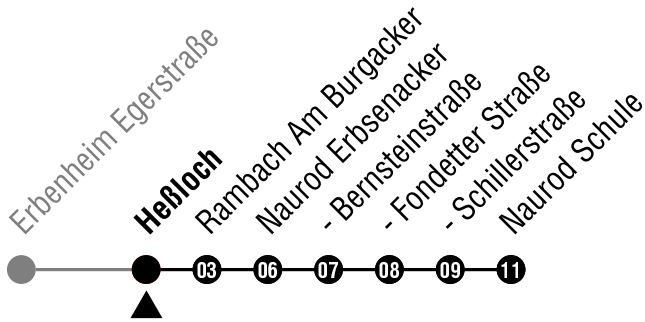 Erbenheim Egerstraße
Heßloch
Rambach Am Burgacker
Naurod Erbsenacker
- Bernsteinstraße
- Fondetter Straße
- Schillerstraße
Naurod Schule
03 06 07 08 09 11